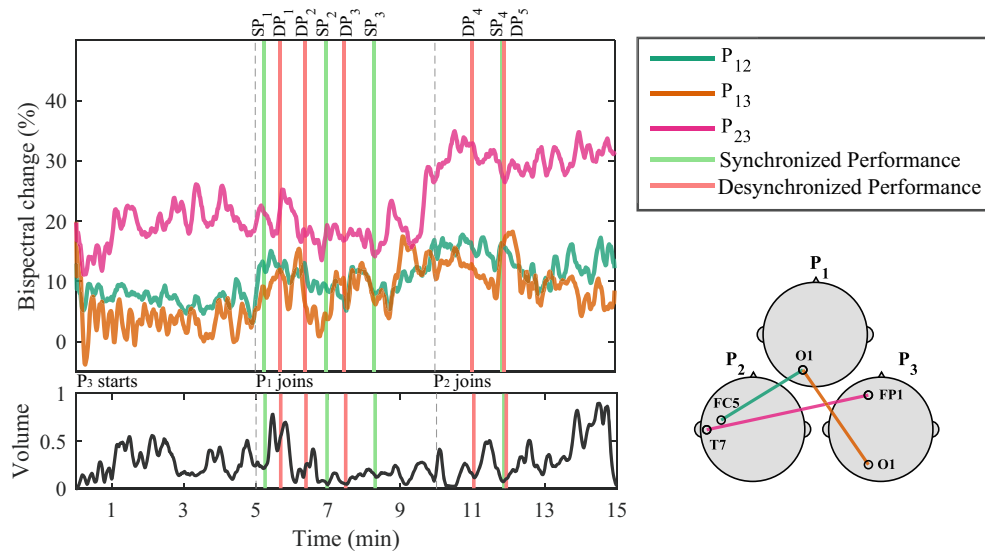 SP1 DP1 DP2 SP2 DP3 SP3 DP4 SP4 DP5
40
30
20
10
0
Bispectral change (%)
P3 starts P1 joins P2 joins
1
0.5
0
Volume
1 3 5 7 9 11 13 15
Time (min)
P12
P13
P23
Synchronized Performance
Desynchronized Performance
P1
O1
P2 P3
FC5 FP1
T7
O1